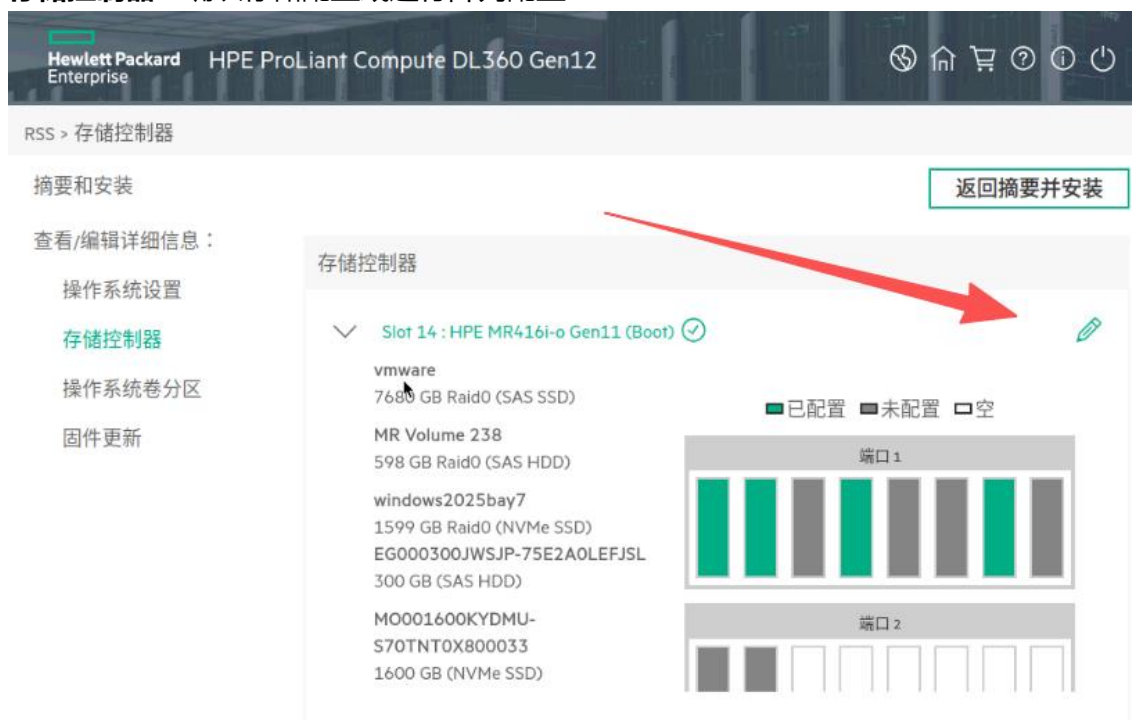 Hewlett Packard
Enterprise
HPE ProLiant Compute DL360 Gen12
RSS > 存储控制器
摘要和安装
返回摘要并安装
查看/编辑详细信息：
操作系统设置
存储控制器
操作系统卷分区
固件更新
存储控制器
Slot 14 : HPE MR416i-o Gen11 (Boot)
vmware
7680 GB Raid0 (SAS SSD)
MR Volume 238
598 GB Raid0 (SAS HDD)
windows2025bay7
1599 GB Raid0 (NVMe SSD)
EG000300JWSJP-75E2A0LEFJSL
300 GB (SAS HDD)
MO001600KYDMU-
S70TNT0X800033
1600 GB (NVMe SSD)
已配置 未配置 空
端口 1
端口 2